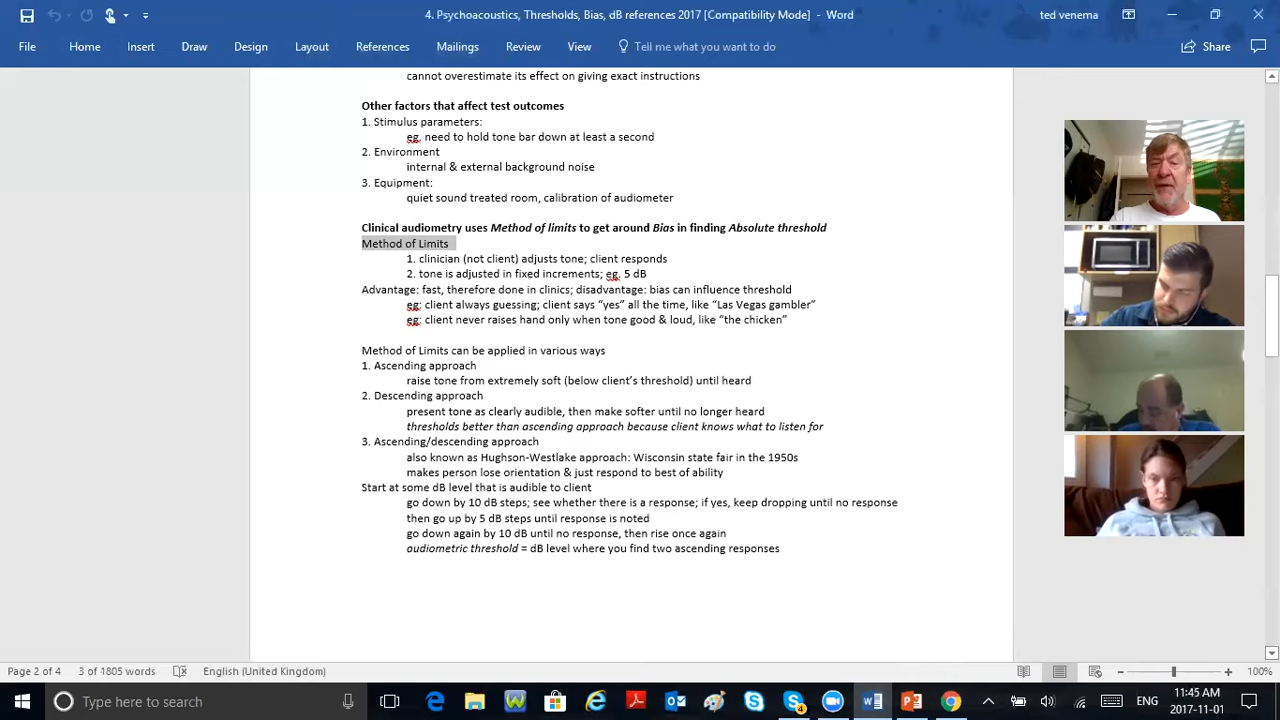 4. Psychoacoustics, Thresholds, Bias, dB references 2017 [Compatibility Mode] - Word
ted venema
File
Home
Insert
Draw
Design
Layout
References
Mailings
Review
View
Tell me what you want to do
Share
cannot overestimate its effect on giving exact instructions
Other factors that affect test outcomes
1. Stimulus parameters:
eg. need to hold tone bar down at least a second
2. Environment
internal & external background noise
3. Equipment:
quiet sound treated room, calibration of audiometer
Clinical audiometry uses Method of limits to get around Bias in finding Absolute threshold
Method of Limits
1. clinician (not client) adjusts tone; client responds
2. tone is adjusted in fixed increments; eg. 5 dB
Advantage: fast, therefore done in clinics; disadvantage: bias can influence threshold
eg: client always guessing; client says “yes” all the time, like “Las Vegas gambler”
eg: client never raises hand only when tone good & loud, like “the chicken”
Method of Limits can be applied in various ways
1. Ascending approach
raise tone from extremely soft (below client’s threshold) until heard
2. Descending approach
present tone as clearly audible, then make softer until no longer heard
thresholds better than ascending approach because client knows what to listen for
3. Ascending/descending approach
also known as Hughson-Westlake approach: Wisconsin state fair in the 1950s
makes person lose orientation & just respond to best of ability
Start at some dB level that is audible to client
go down by 10 dB steps; see whether there is a response; if yes, keep dropping until no response
then go up by 5 dB steps until response is noted
go down again by 10 dB until no response, then rise once again
audiometric threshold = dB level where you find two ascending responses
Page 2 of 4
3 of 1805 words
English (United Kingdom)
100%
Type here to search
4
ENG
11:45 AM
2017-11-01